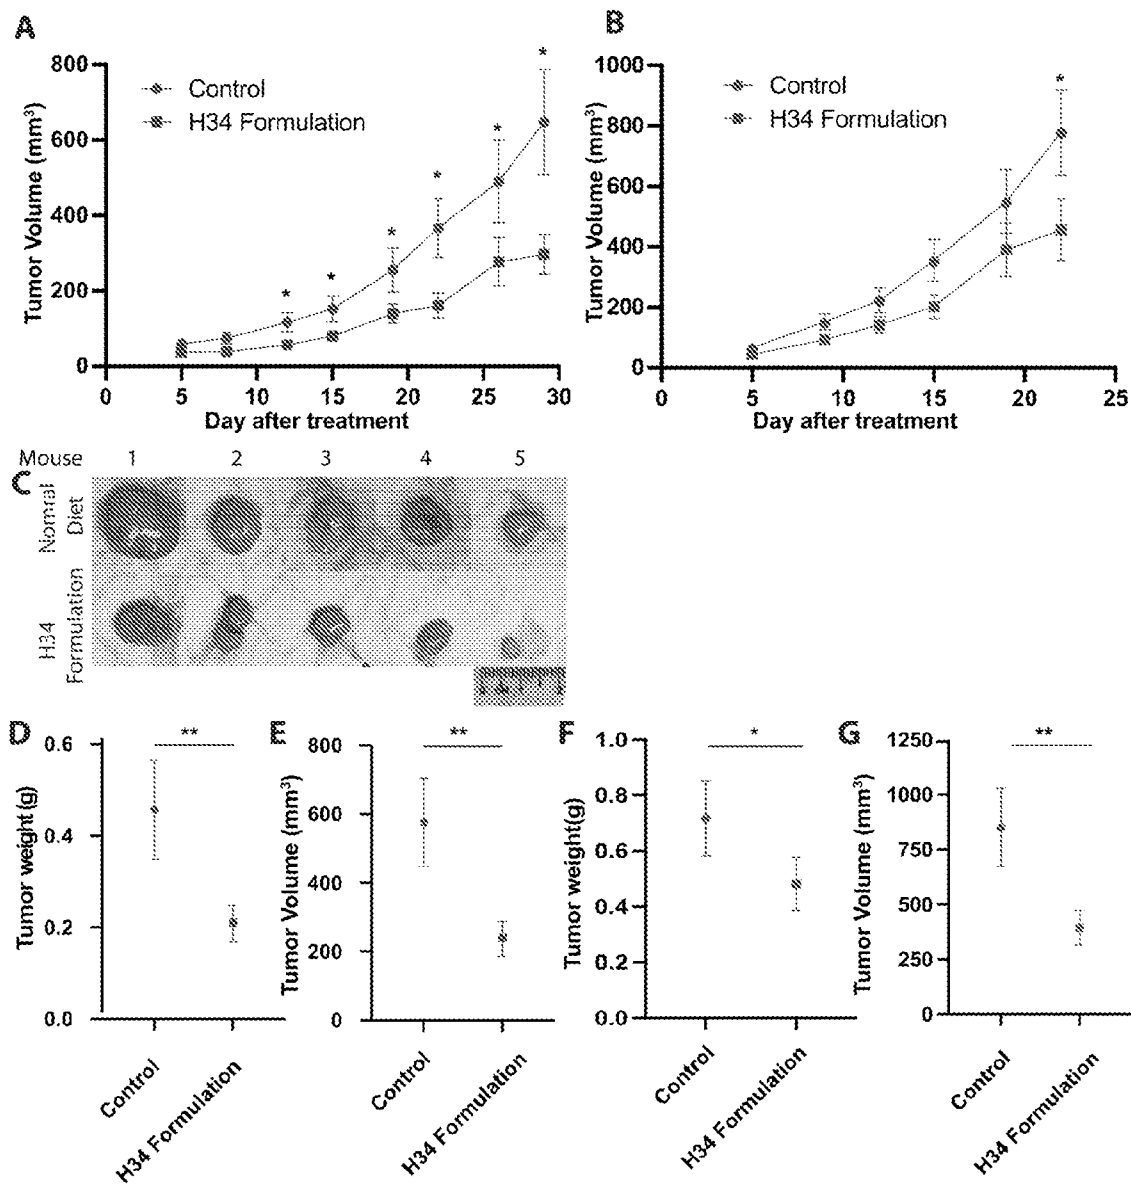 A
800
600
400
200
0
Tumor Volume (mm³)
Control
H34 Formulation
*
*
*
*
*
*
0 5 10 15 20 25 30
Day after treatment
B
1000
800
600
400
200
0
Tumor Volume (mm³)
Control
H34 Formulation
*
0 5 10 15 20 25
Day after treatment
C
Mouse 1 2 3 4 5
Nomral
Diet
H34
Formulation
D
0.6
0.4
0.2
0.0
Tumor weight (g)
**
Control
H34 Formulation
E
800
600
400
200
0
Tumor Volume (mm³)
**
Control
H34 Formulation
F
1.0
0.8
0.6
0.4
0.2
0.0
Tumor weight(g)
*
Control
H34 Formulation
G
1250
1000
750
500
250
0
Tumor Volume (mm³)
**
Control
H34 Formulation